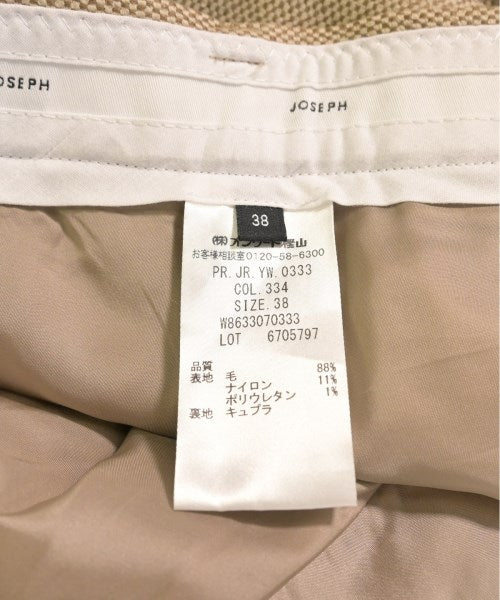 JOSEPH
JOSEPH
38
(株)オンワード樫山
お客様相談室0120-58-6300
PR.JR.YW.0333
COL.334
SIZE.38
W8633070333
LOT 6705797
品質
表地 毛 88%
ナイロン 11%
ポリウレタン 1%
裏地 キュプラ